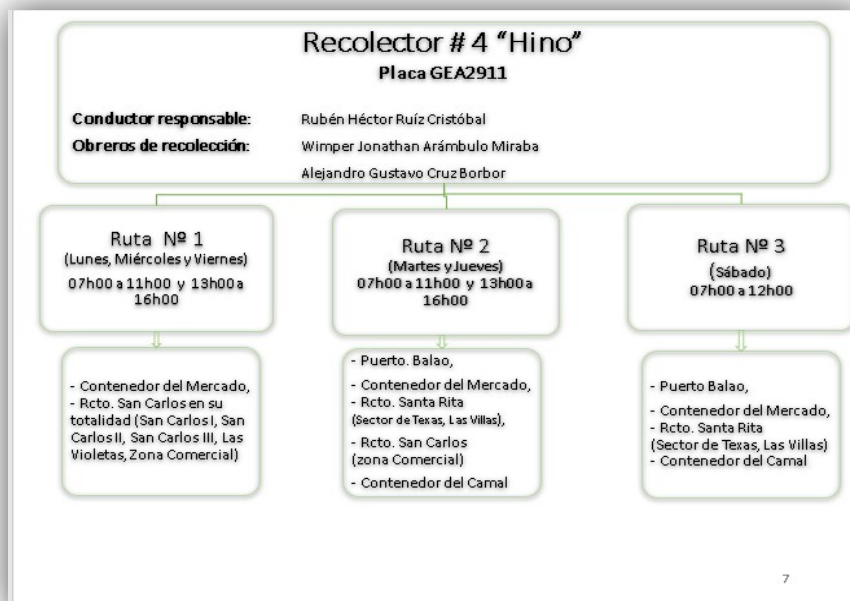 Recolector # 4 “Hino”
Placa GEA2911
Conductor responsable: Rubén Héctor Ruíz Cristóbal
Obreros de recolección: Wimper Jonathan Arámbulo Miraba
Alejandro Gustavo Cruz Borbor
Ruta Nº 1
(Lunes, Miércoles y Viernes)
07h00 a 11h00 y 13h00 a
16h00
Ruta Nº 2
(Martes y Jueves)
07h00 a 11h00 y 13h00 a
16h00
Ruta Nº 3
(Sábado)
07h00 a 12h00
- Contenedor del Mercado,
- Rcto. San Carlos en su
totalidad (San Carlos I, San
Carlos II, San Carlos III, Las
Violetas, Zona Comercial)
- Puerto. Balao,
- Contenedor del Mercado,
- Rcto. Santa Rita
(Sector de Texas, Las Villas),
- Rcto. San Carlos
(zona Comercial)
- Contenedor del Camal
- Puerto Balao,
- Contenedor del Mercado,
- Rcto. Santa Rita
(Sector de Texas, Las Villas)
- Contenedor del Camal
7